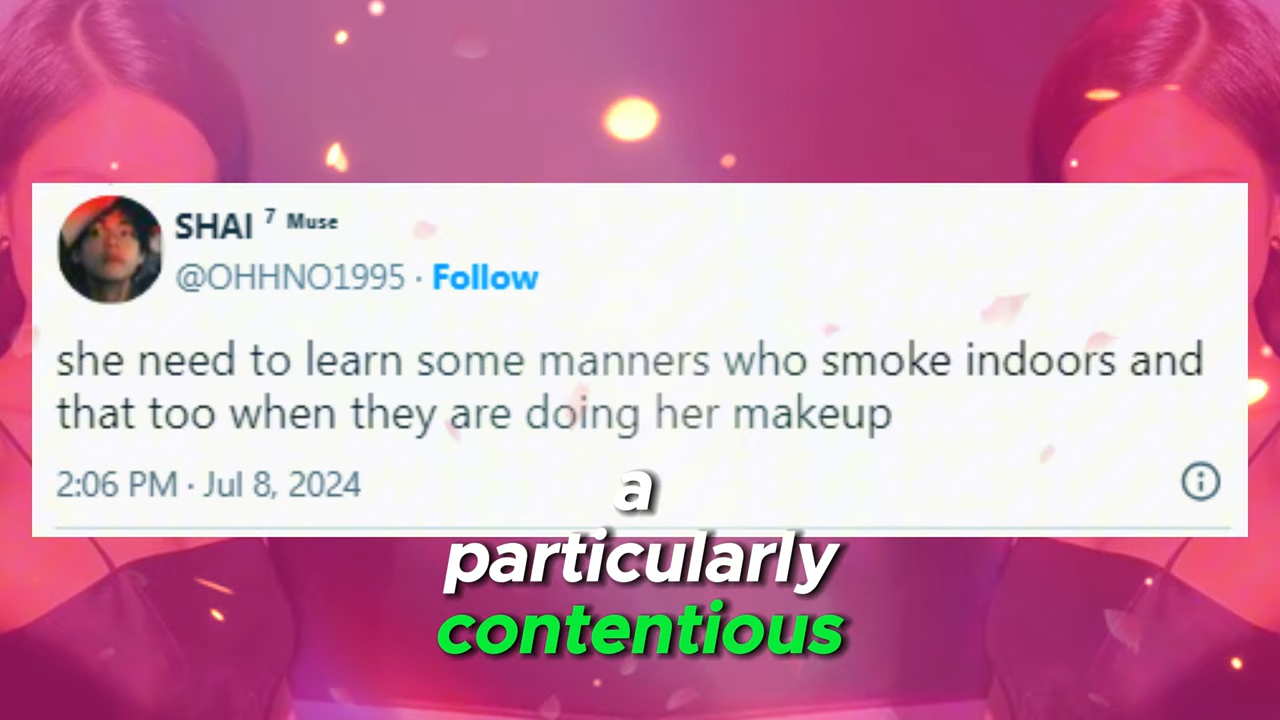 SHAI ⁷ Muse
@OHHNO1995 · Follow
she need to learn some manners who smoke indoors and
that too when they are doing her makeup
2:06 PM · Jul 8, 2024
a
particularly
contentious